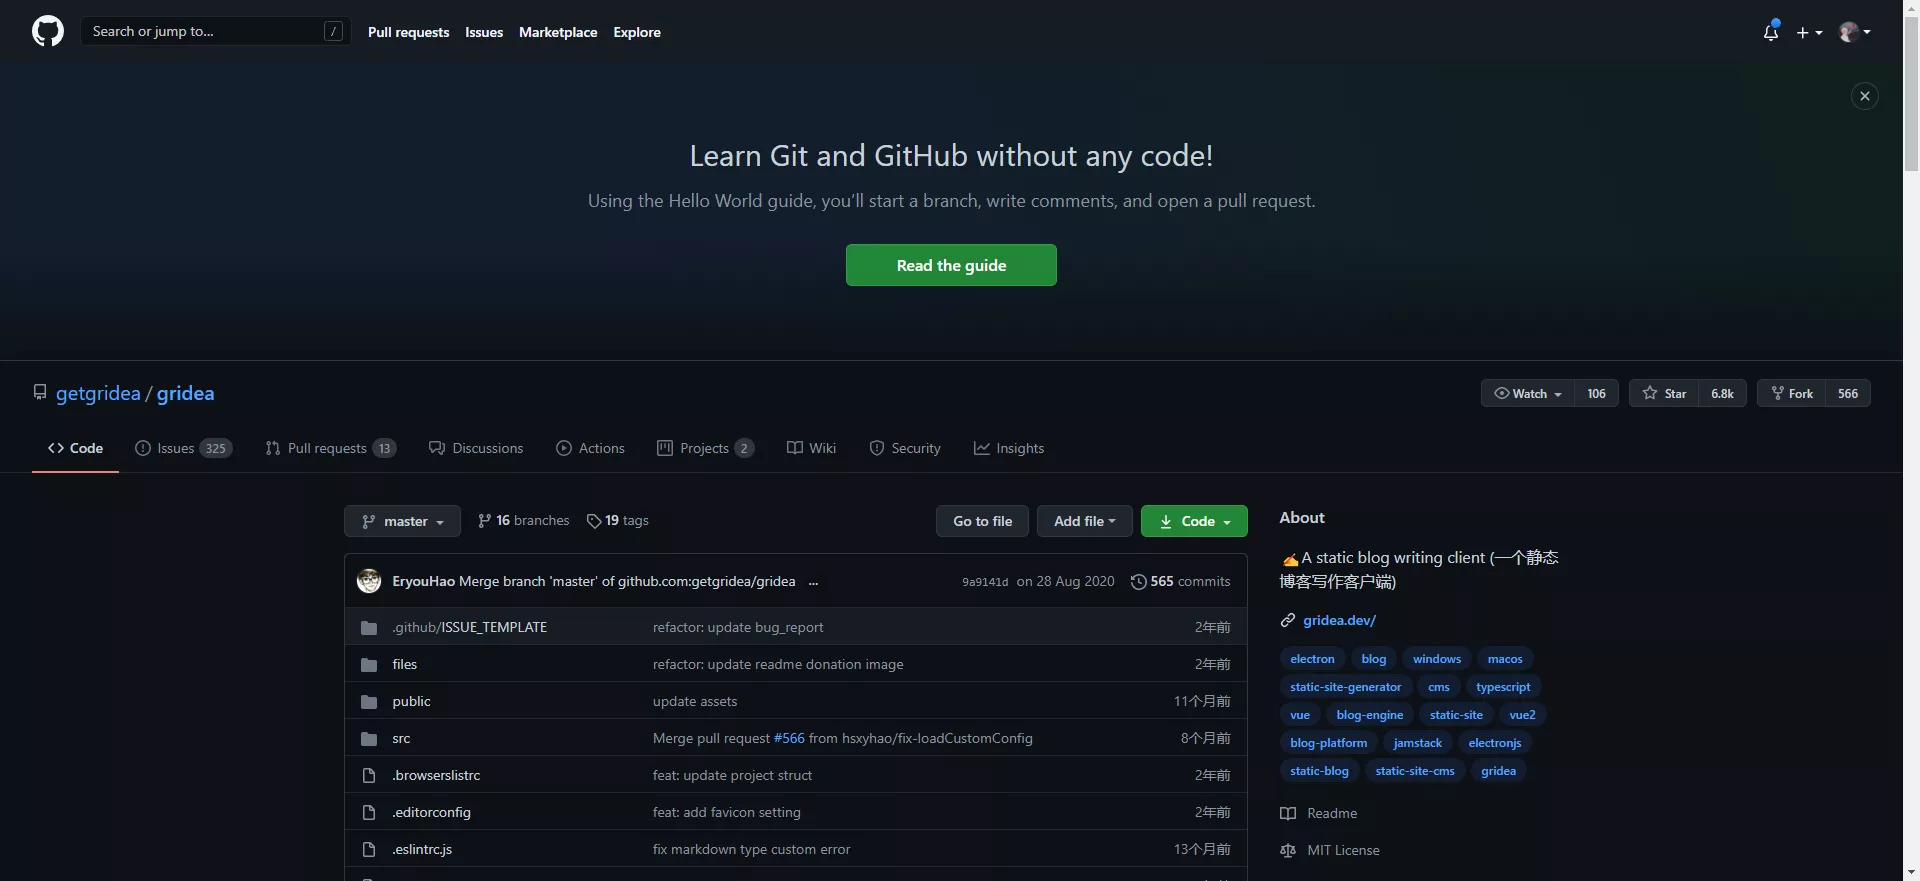 Search or jump to... /
Pull requests Issues Marketplace Explore
Learn Git and GitHub without any code!
Using the Hello World guide, you’ll start a branch, write comments, and open a pull request.
Read the guide
getgridea / gridea
Watch 106 Star 6.8k Fork 566
Code Issues 325 Pull requests 13 Discussions Actions Projects 2 Wiki Security Insights
master 16 branches 19 tags Go to file Add file Code
EryouHao Merge branch 'master' of github.com:getgridea/gridea ... 9a9141d on 28 Aug 2020 565 commits
.github/ISSUE_TEMPLATE refactor: update bug_report 2年前
files refactor: update readme donation image 2年前
public update assets 11个月前
src Merge pull request #566 from hsxyhao/fix-loadCustomConfig 8个月前
.browserslistrc feat: update project struct 2年前
.editorconfig feat: add favicon setting 2年前
.eslintrc.js fix markdown type custom error 13个月前
About
✍️A static blog writing client (一个静态
博客写作客户端)
gridea.dev/
electron blog windows macos
static-site-generator cms typescript
vue blog-engine static-site vue2
blog-platform jamstack electronjs
static-blog static-site-cms gridea
Readme
MIT License